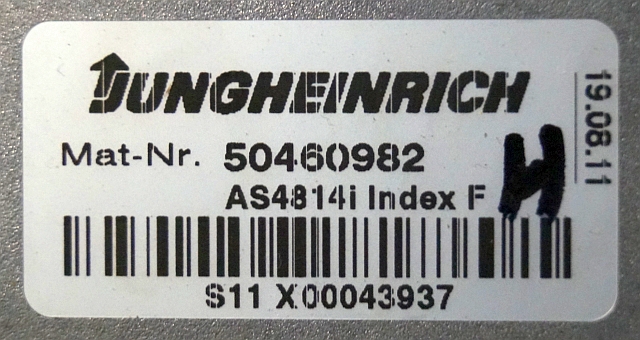 JUNGHEINRICH
19.08.11
Mat-Nr. 50460982
AS4814i Index F
H
S11 X00043937